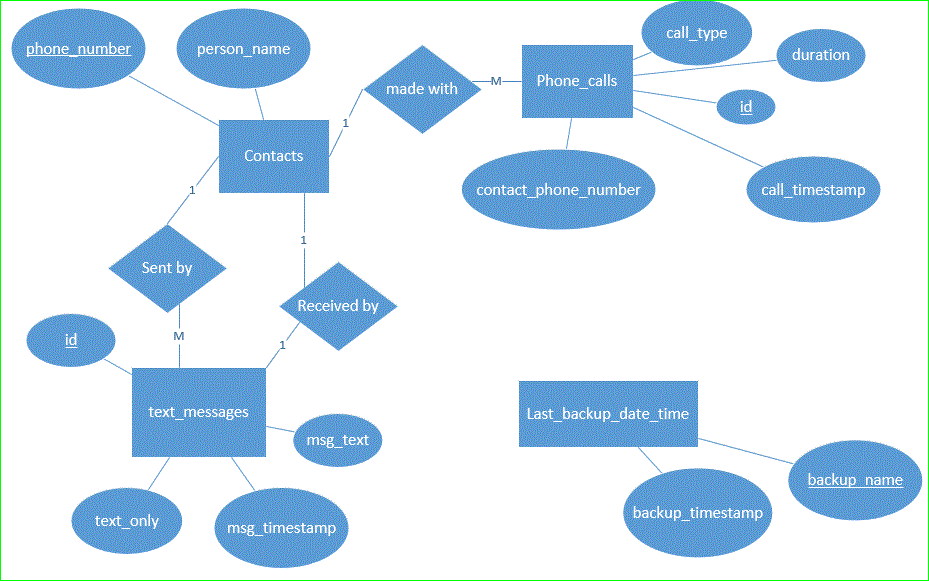 phone_number
person_name
call_type
duration
made with
M
Phone_calls
id
1
Contacts
contact_phone_number
call_timestamp
1
1
Sent by
Received by
M
id
1
text_messages
Last_backup_date_time
msg_text
backup_name
text_only
msg_timestamp
backup_timestamp